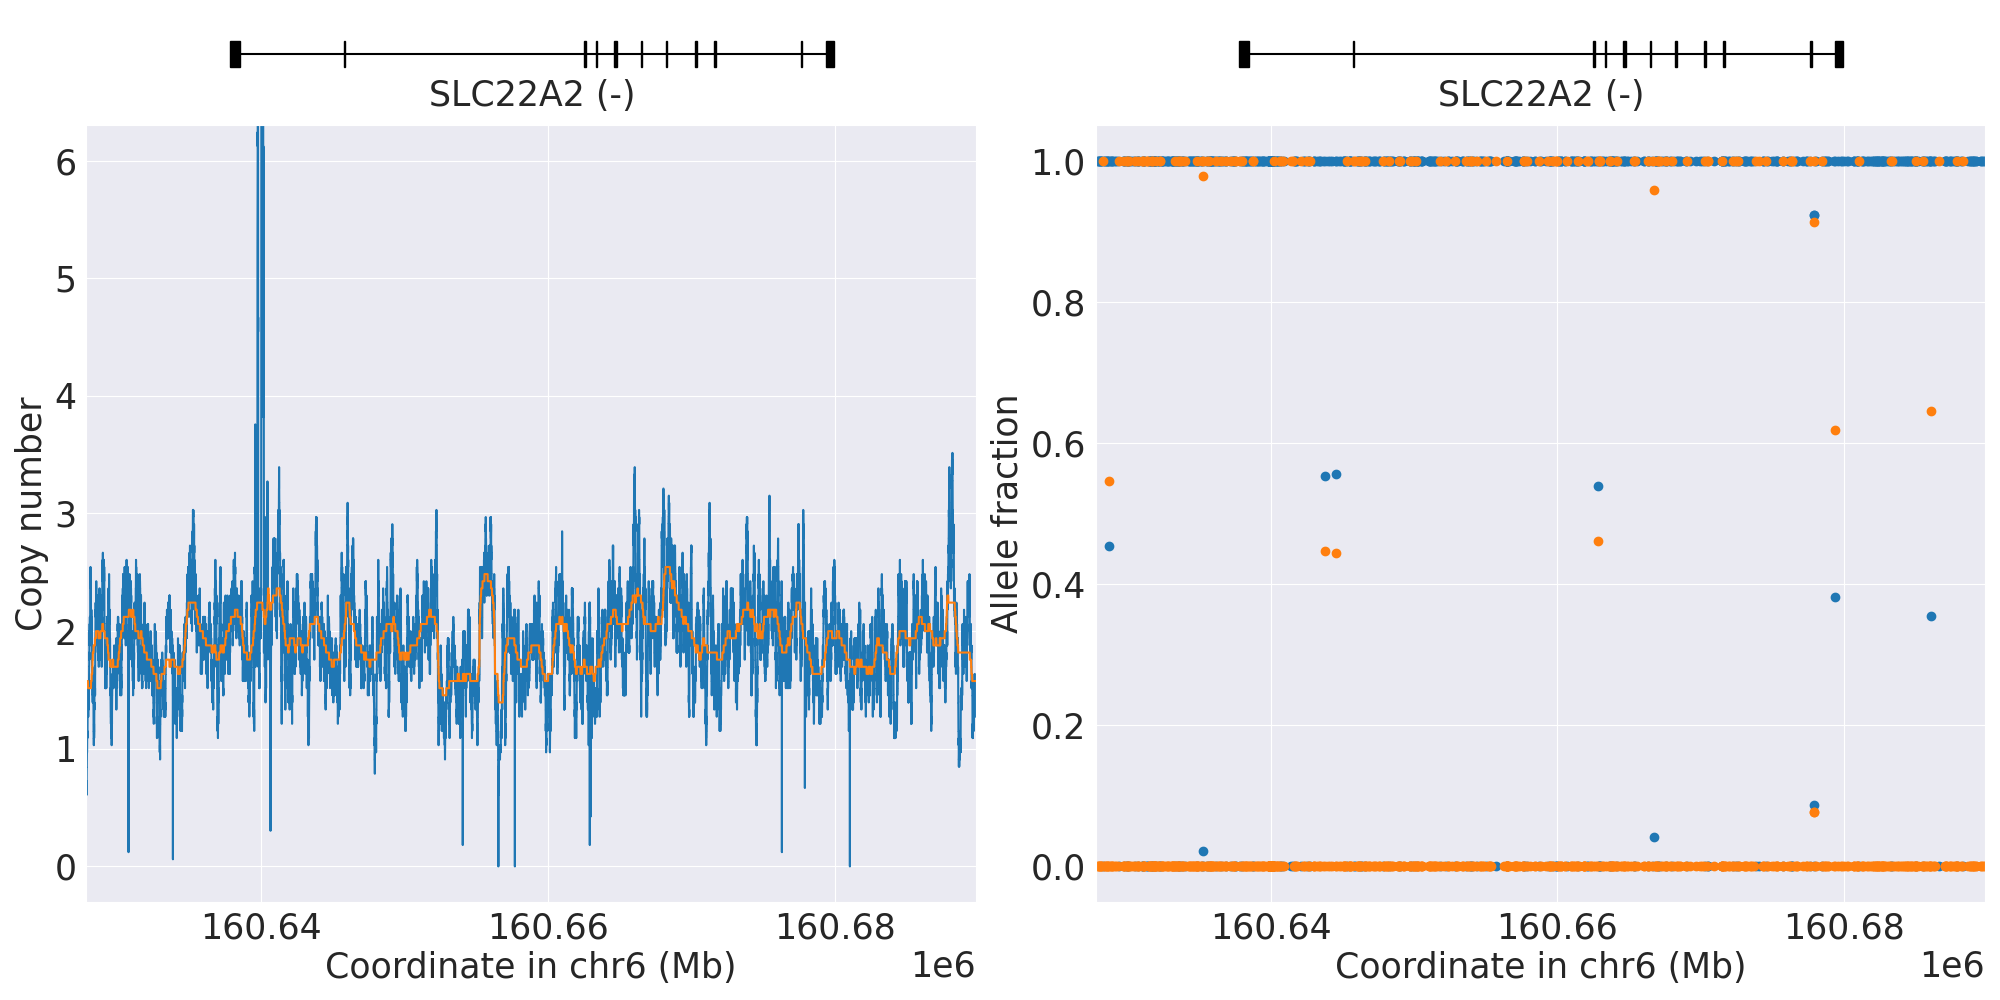 SLC22A2 (-)
6
5
4
3
2
1
0
Copy number
160.64
160.66
160.68
Coordinate in chr6 (Mb)
1e6
SLC22A2 (-)
1.0
0.8
0.6
0.4
0.2
0.0
Allele fraction
160.64
160.66
160.68
Coordinate in chr6 (Mb)
1e6